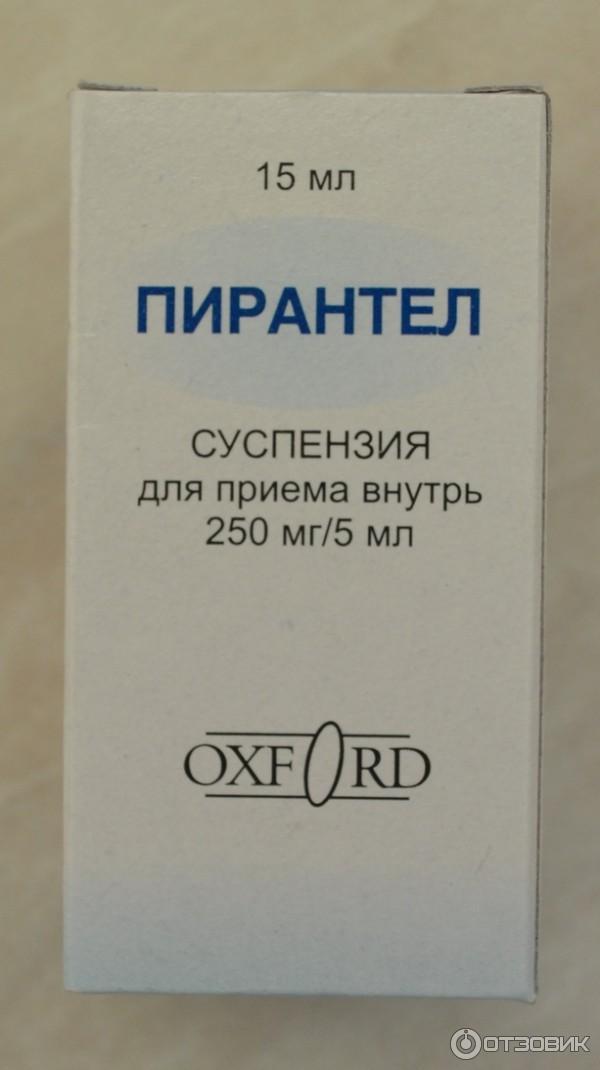 15 мл
ПИРАНТЕЛ
СУСПЕНЗИЯ
для приема внутрь
250 мг/5 мл
OXFORD
ОТЗОВИК